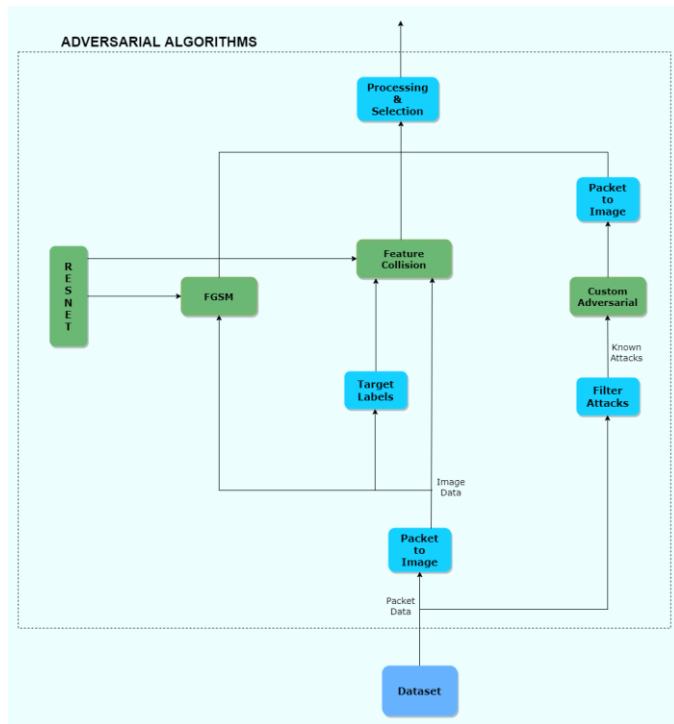 ADVERSARIAL ALGORITHMS
Processing
&
Selection
Packet
to
Image
R
E
S
N
E
T
Feature
Collision
FGSM
Custom
Adversarial
Known
Attacks
Target
Labels
Filter
Attacks
Image
Data
Packet
to
Image
Packet
Data
Dataset